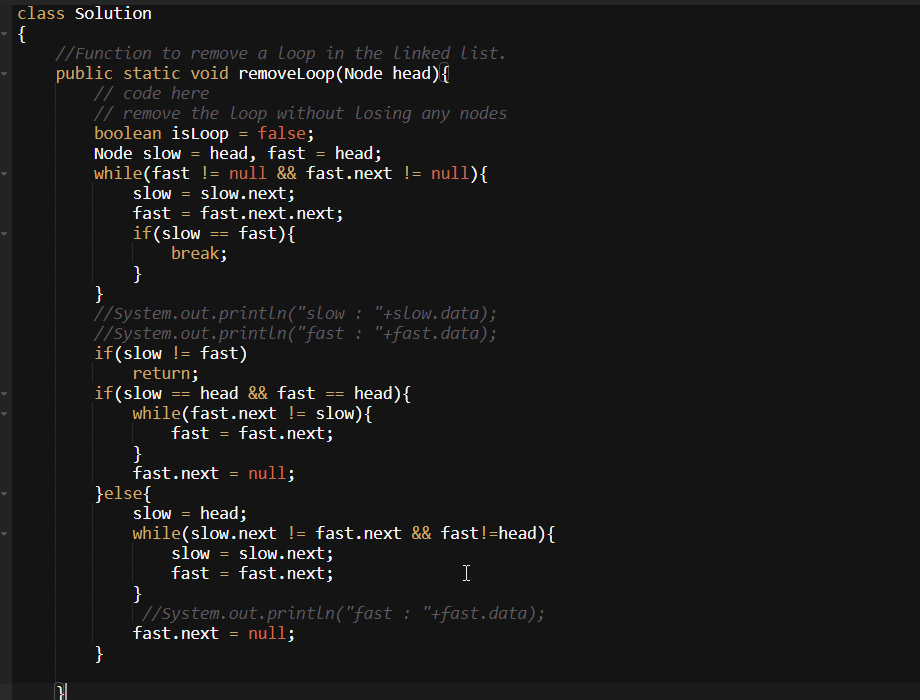 class Solution
{
    //Function to remove a loop in the linked list.
    public static void removeLoop(Node head){
        // code here
        // remove the loop without losing any nodes
        boolean isLoop = false;
        Node slow = head, fast = head;
        while(fast != null && fast.next != null){
            slow = slow.next;
            fast = fast.next.next;
            if(slow == fast){
                break;
            }
        }
        //System.out.println("slow : "+slow.data);
        //System.out.println("fast : "+fast.data);
        if(slow != fast)
            return;
        if(slow == head && fast == head){
            while(fast.next != slow){
                fast = fast.next;
            }
            fast.next = null;
        }else{
            slow = head;
            while(slow.next != fast.next && fast!=head){
                slow = slow.next;
                fast = fast.next;
            }
             //System.out.println("fast : "+fast.data);
            fast.next = null;
        }
    }